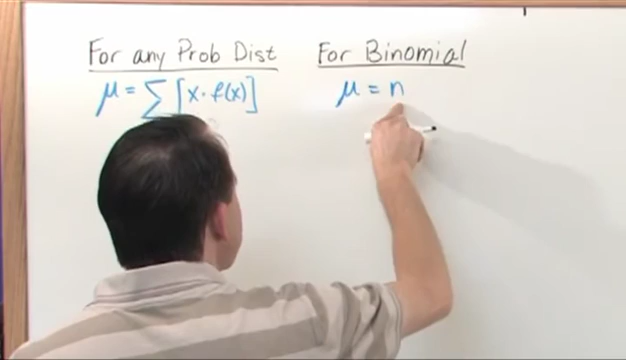 For any Prob Dist
μ = Σ [x · f(x)]
For Binomial
μ = n